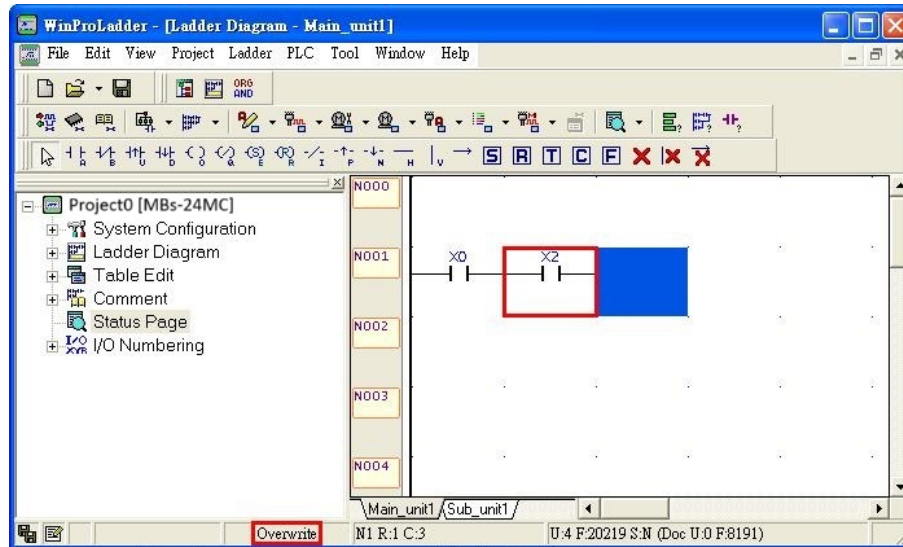 WinProLadder - [Ladder Diagram - Main_unit1]
File Edit View Project Ladder PLC Tool Window Help
ORG
AND
A B U D O Q S R I P N H V S R T C F
Project0 [MBs-24MC]
System Configuration
Ladder Diagram
Table Edit
Comment
Status Page
I/O Numbering
N000
N001
X0 X2
N002
N003
N004
Main_unit1 Sub_unit1
Overwrite N1 R:1 C:3 U:4 F:20219 S:N (Doc U:0 F:8191)